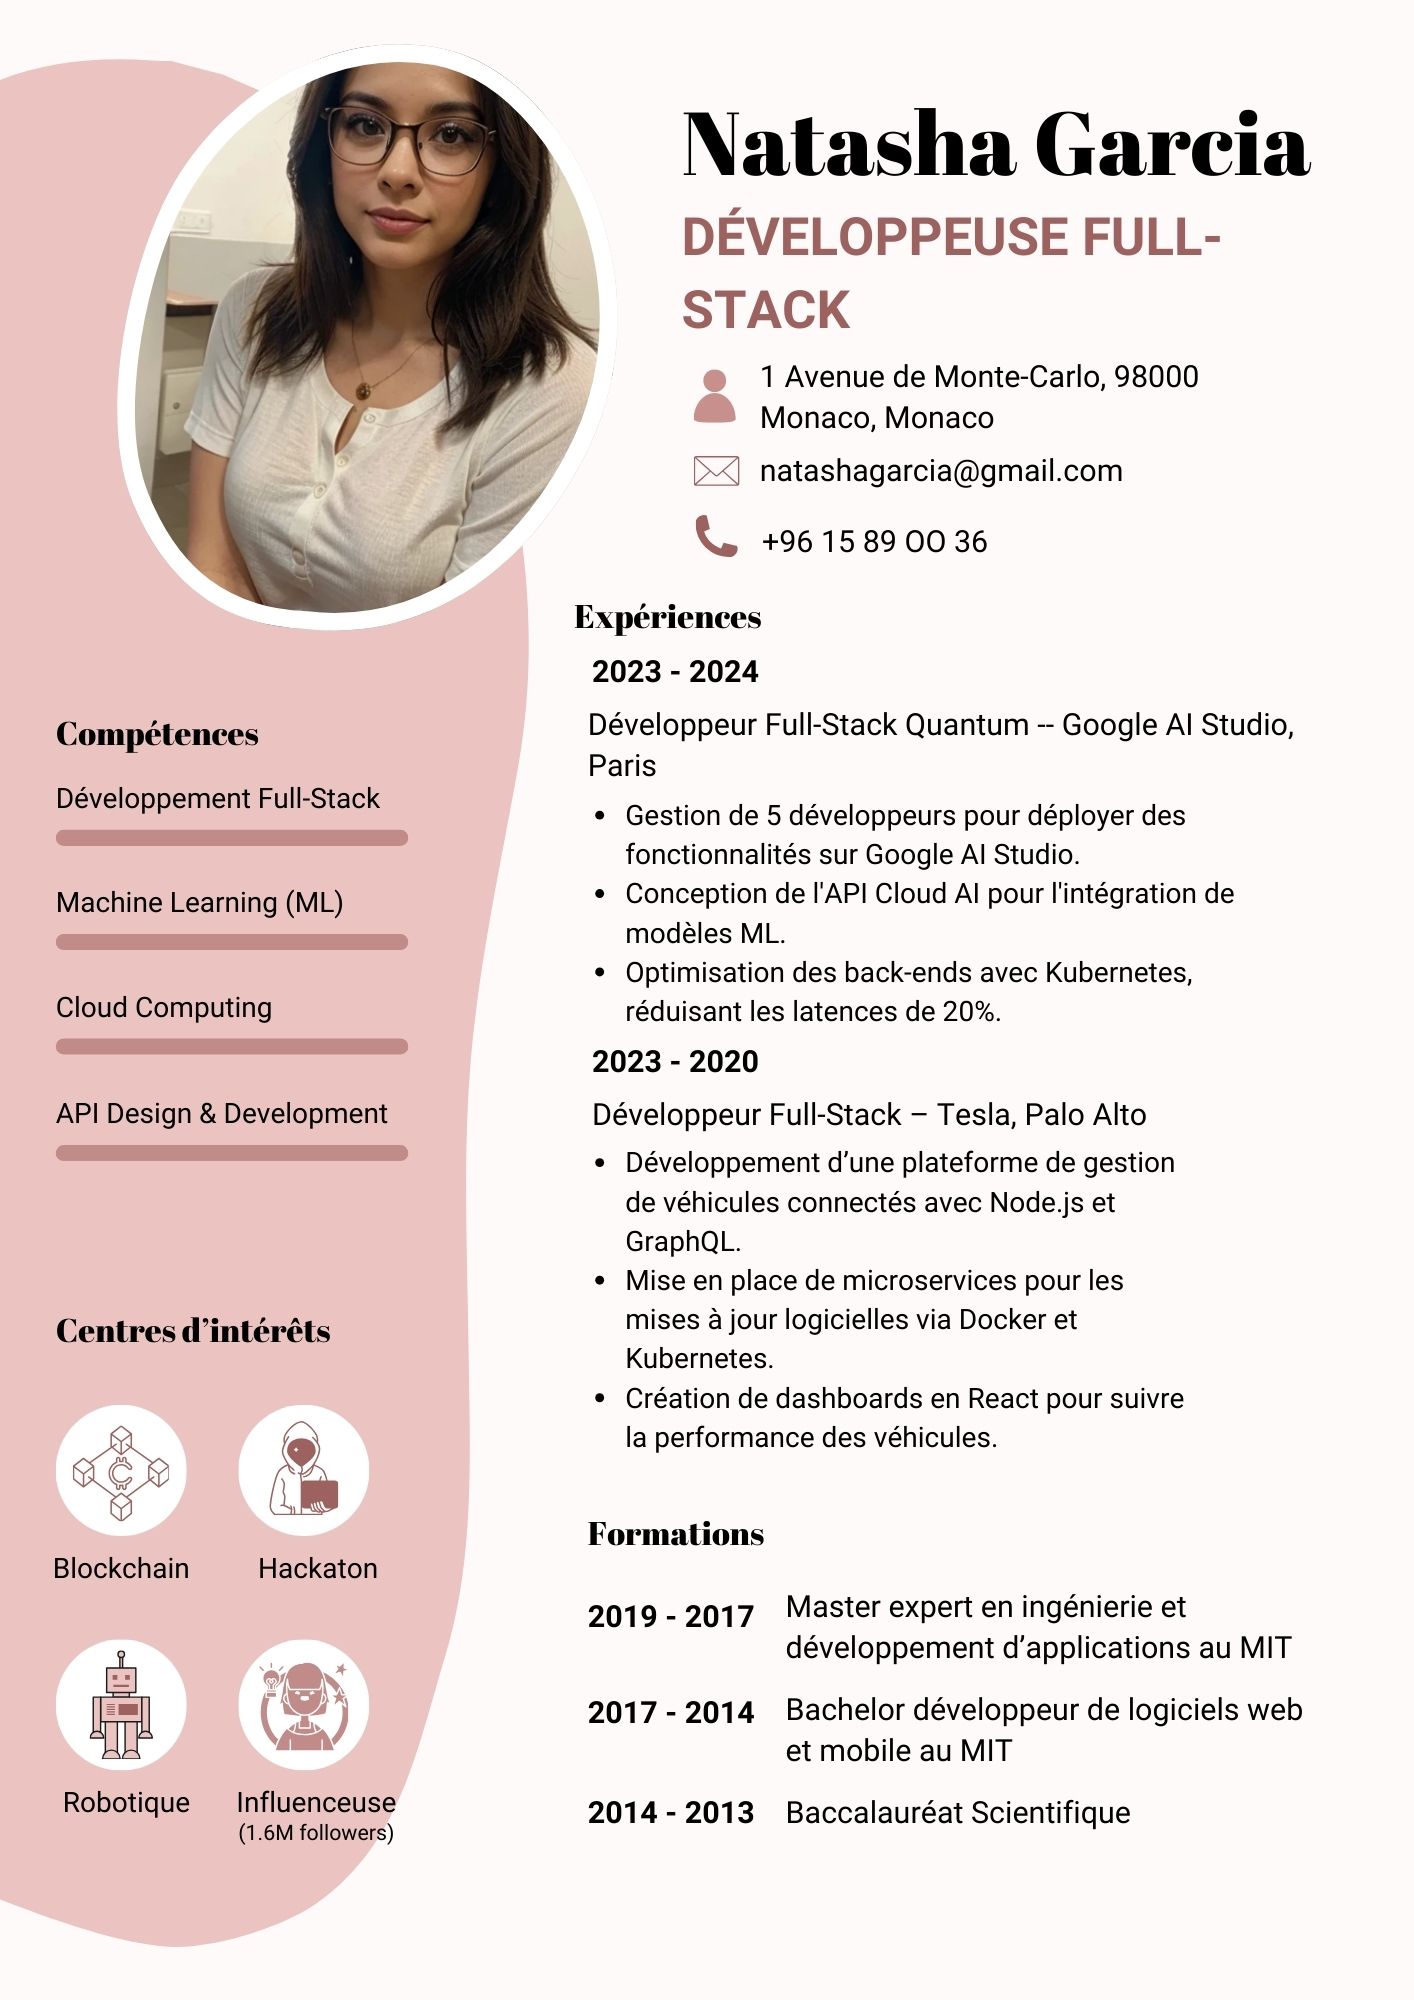 Natasha Garcia
DÉVELOPPEUSE FULL-
STACK
1 Avenue de Monte-Carlo, 98000
Monaco, Monaco
natashagarcia@gmail.com
+96 15 89 OO 36
Expériences
2023 - 2024
Développeur Full-Stack Quantum -- Google AI Studio,
Paris
• Gestion de 5 développeurs pour déployer des
fonctionnalités sur Google AI Studio.
• Conception de l'API Cloud AI pour l'intégration de
modèles ML.
• Optimisation des back-ends avec Kubernetes,
réduisant les latences de 20%.
2023 - 2020
Développeur Full-Stack – Tesla, Palo Alto
• Développement d’une plateforme de gestion
de véhicules connectés avec Node.js et
GraphQL.
• Mise en place de microservices pour les
mises à jour logicielles via Docker et
Kubernetes.
• Création de dashboards en React pour suivre
la performance des véhicules.
Formations
2019 - 2017
Master expert en ingénierie et
développement d’applications au MIT
2017 - 2014
Bachelor développeur de logiciels web
et mobile au MIT
2014 - 2013
Baccalauréat Scientifique
Compétences
Développement Full-Stack
Machine Learning (ML)
Cloud Computing
API Design & Development
Centres d’intérêts
Blockchain
Hackaton
Robotique
Influenceuse
(1.6M followers)